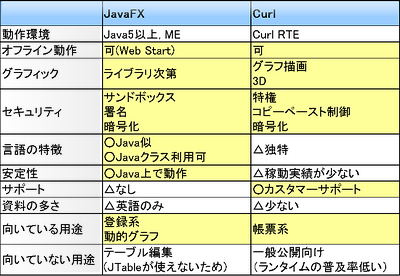 JavaFX Curl
動作環境 Java5以上, ME Curl RTE
オフライン動作 可(Web Start) 可
グラフィック ライブラリ次第 グラフ描画
3D
セキュリティ サンドボックス 特権
署名 コピーペースト制御
暗号化 暗号化
言語の特徴 〇Java似 △独特
〇Javaクラス利用可
安定性 〇Java上で動作 △稼動実績が少ない
サポート △なし 〇カスタマーサポート
資料の多さ △英語のみ △少ない
向いている用途 登録系 帳票系
動的グラフ
向いていない用途 テーブル編集 一般公開向け
(JTableが使えないため) (ランタイムの普及率低い)